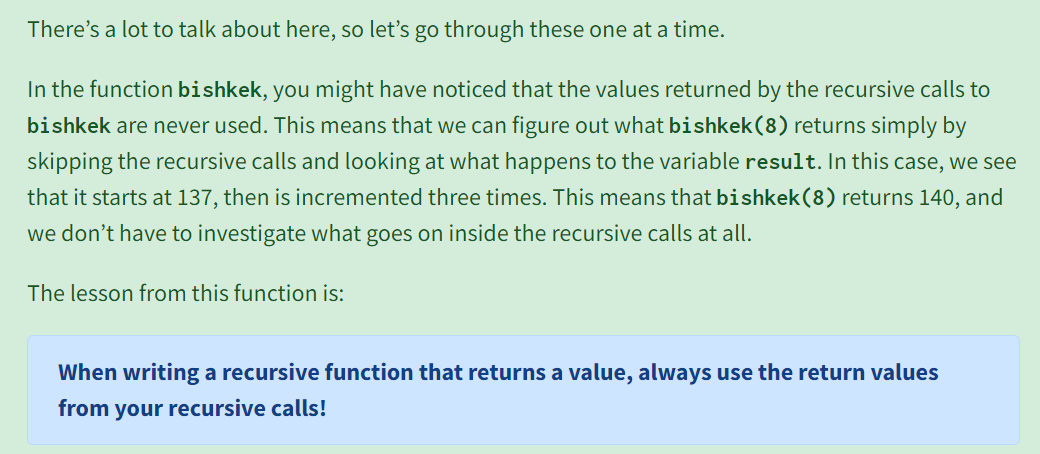 There’s a lot to talk about here, so let’s go through these one at a time.
In the function bishkek, you might have noticed that the values returned by the recursive calls to
bishkek are never used. This means that we can figure out what bishkek(8) returns simply by
skipping the recursive calls and looking at what happens to the variable result. In this case, we see
that it starts at 137, then is incremented three times. This means that bishkek(8) returns 140, and
we don’t have to investigate what goes on inside the recursive calls at all.
The lesson from this function is:
When writing a recursive function that returns a value, always use the return values
from your recursive calls!